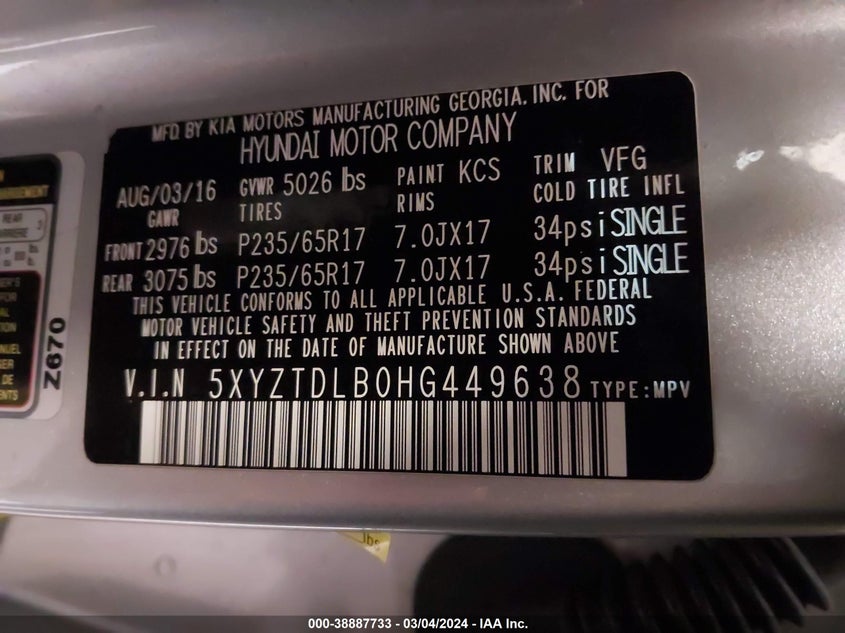 MFD. BY KIA MOTORS MANUFACTURING GEORGIA, INC. FOR
HYUNDAI MOTOR COMPANY
AUG/03/16 GVWR 5026 lbs PAINT KCS TRIM VFG
GAWR TIRES RIMS COLD TIRE INFL
FRONT 2976 lbs P235/65R17 7.0JX17 34psi SINGLE
REAR 3075 lbs P235/65R17 7.0JX17 34psi SINGLE
THIS VEHICLE CONFORMS TO ALL APPLICABLE U.S.A. FEDERAL
MOTOR VEHICLE SAFETY AND THEFT PREVENTION STANDARDS
IN EFFECT ON THE DATE OF MANUFACTURE SHOWN ABOVE
V.I.N 5XYZTDLB0HG449638 TYPE:MPV
REAR
Z670
lbs
000-38887733 - 03/04/2024 - IAA Inc.